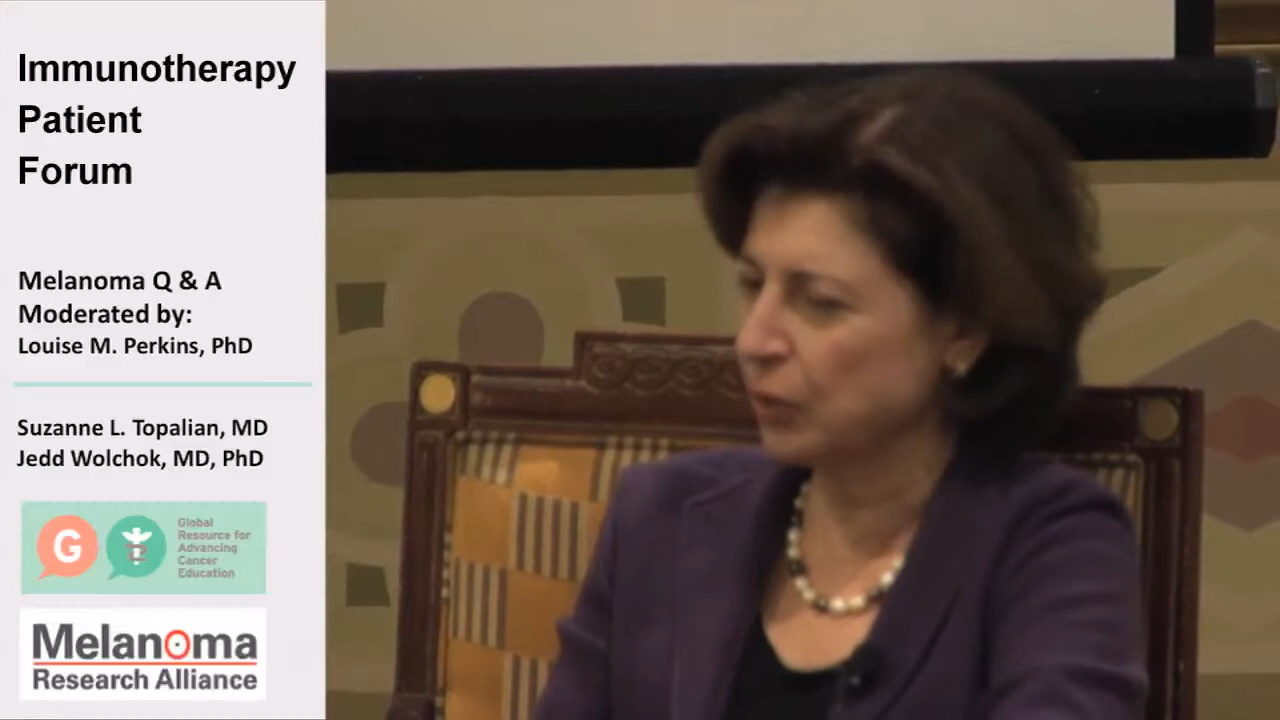 Immunotherapy
Patient
Forum
Melanoma Q & A
Moderated by:
Louise M. Perkins, PhD
Suzanne L. Topalian, MD
Jedd Wolchok, MD, PhD
G
Global
Resource for
Advancing
Cancer
Education
Melanoma
Research Alliance